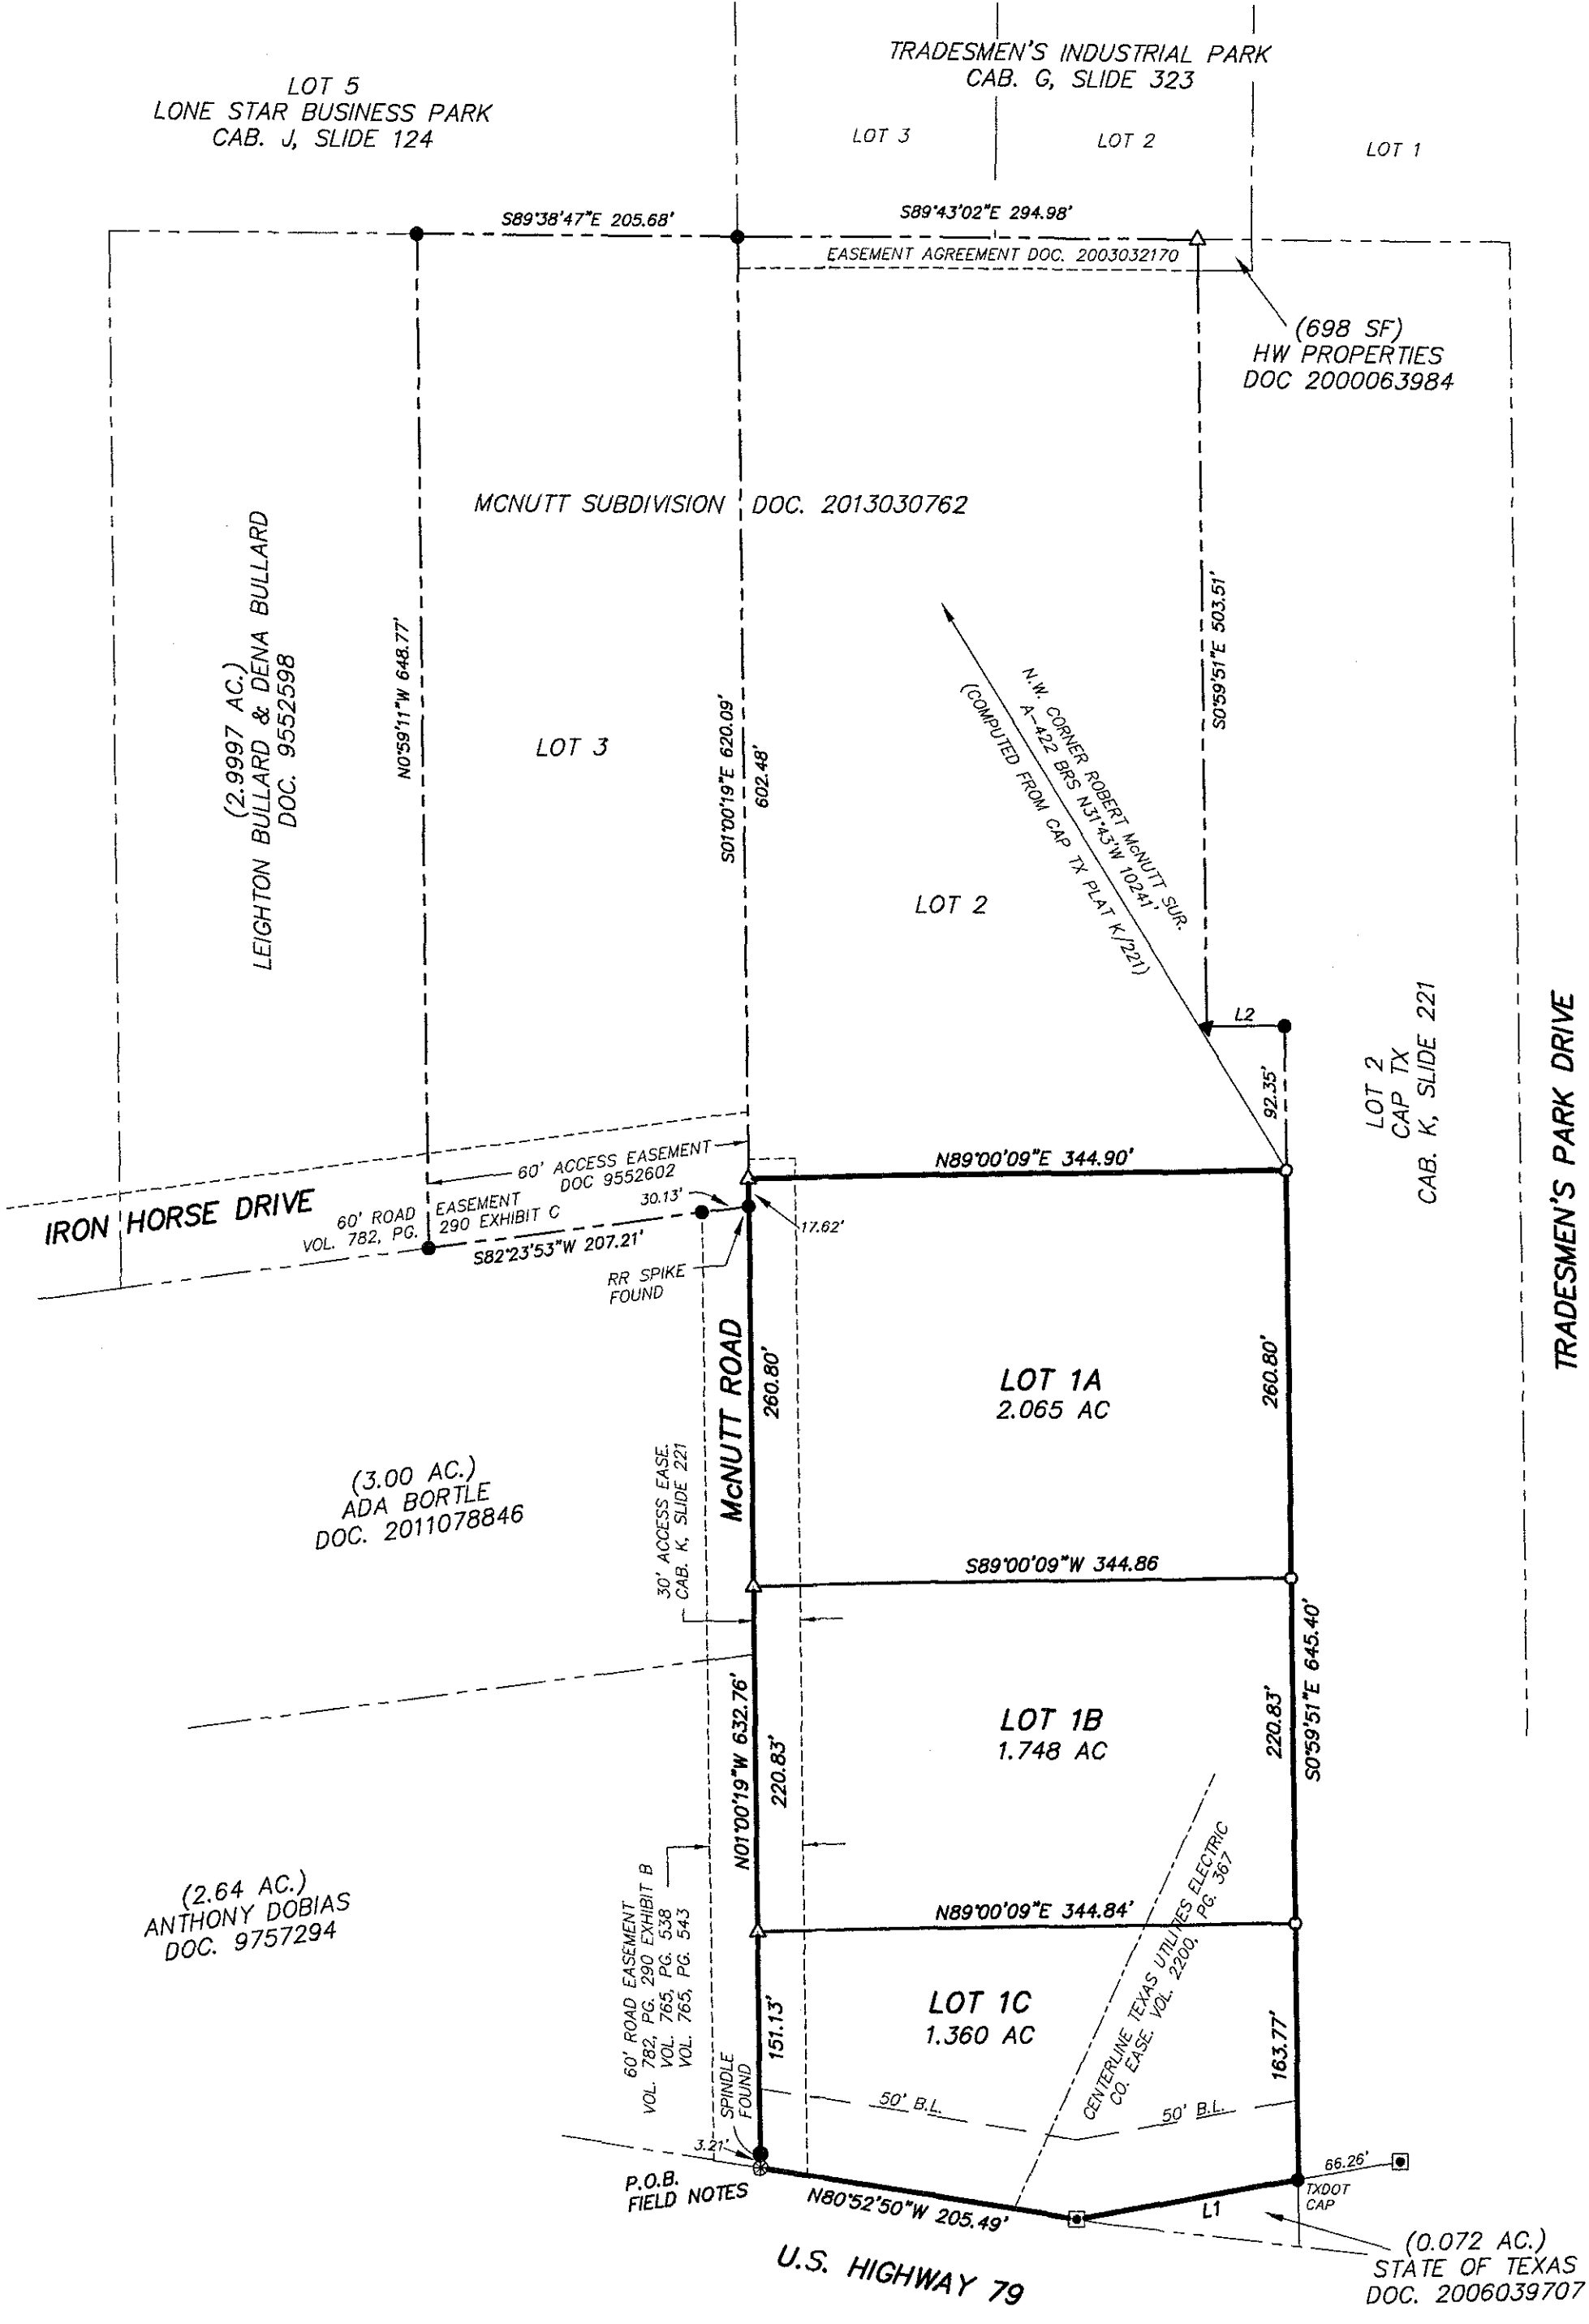 TRADESMEN'S INDUSTRIAL PARK
CAB. G, SLIDE 323
LOT 5
LONE STAR BUSINESS PARK
CAB. J, SLIDE 124
LOT 3
LOT 2
LOT 1
S89°38'47"E 205.68'
S89°43'02"E 294.98'
EASEMENT AGREEMENT DOC. 2003032170
(698 SF)
HW PROPERTIES
DOC 2000063984
MCNUTT SUBDIVISION DOC. 2013030762
(2.9997 AC.)
LEIGHTON BULLARD & DENA BULLARD
DOC. 9552598
N0°59'11"W 648.77'
LOT 3
S01°00'19"E 620.09'
602.48'
N.W. CORNER ROBERT McNUTT SUR.
A-422 BRS N31°43'W 10241'
(COMPUTED FROM CAP TX PLAT K/221)
S0°59'51"E 503.51'
LOT 2
L2
92.35'
LOT 2
CAP TX
CAB. K, SLIDE 221
TRADESMEN'S PARK DRIVE
60' ACCESS EASEMENT
DOC 9552602
N89°00'09"E 344.90'
IRON HORSE DRIVE
60' ROAD EASEMENT
VOL. 782, PG. 290 EXHIBIT C
30.13'
17.62'
S82°23'53"W 207.21'
RR SPIKE
FOUND
McNUTT ROAD
260.80'
LOT 1A
2.065 AC
260.80'
(3.00 AC.)
ADA BORTLE
DOC. 2011078846
30' ACCESS EASE.
CAB. K, SLIDE 221
S89°00'09"W 344.86
N01°00'19"W 632.76'
220.83'
LOT 1B
1.748 AC
220.83'
S0°59'51"E 645.40'
(2.64 AC.)
ANTHONY DOBIAS
DOC. 9757294
60' ROAD EASEMENT
VOL. 782, PG. 290 EXHIBIT B
VOL. 765, PG. 538
VOL. 765, PG. 543
N89°00'09"E 344.84'
CENTERLINE TEXAS UTILITIES ELECTRIC
CO. EASE. VOL. 2200, PG. 367
LOT 1C
1.360 AC
151.13'
163.77'
SPINDLE
FOUND
50' B.L.
50' B.L.
3.21'
P.O.B.
FIELD NOTES
N80°52'50"W 205.49'
L1
66.26'
TXDOT
CAP
U.S. HIGHWAY 79
(0.072 AC.)
STATE OF TEXAS
DOC. 2006039707